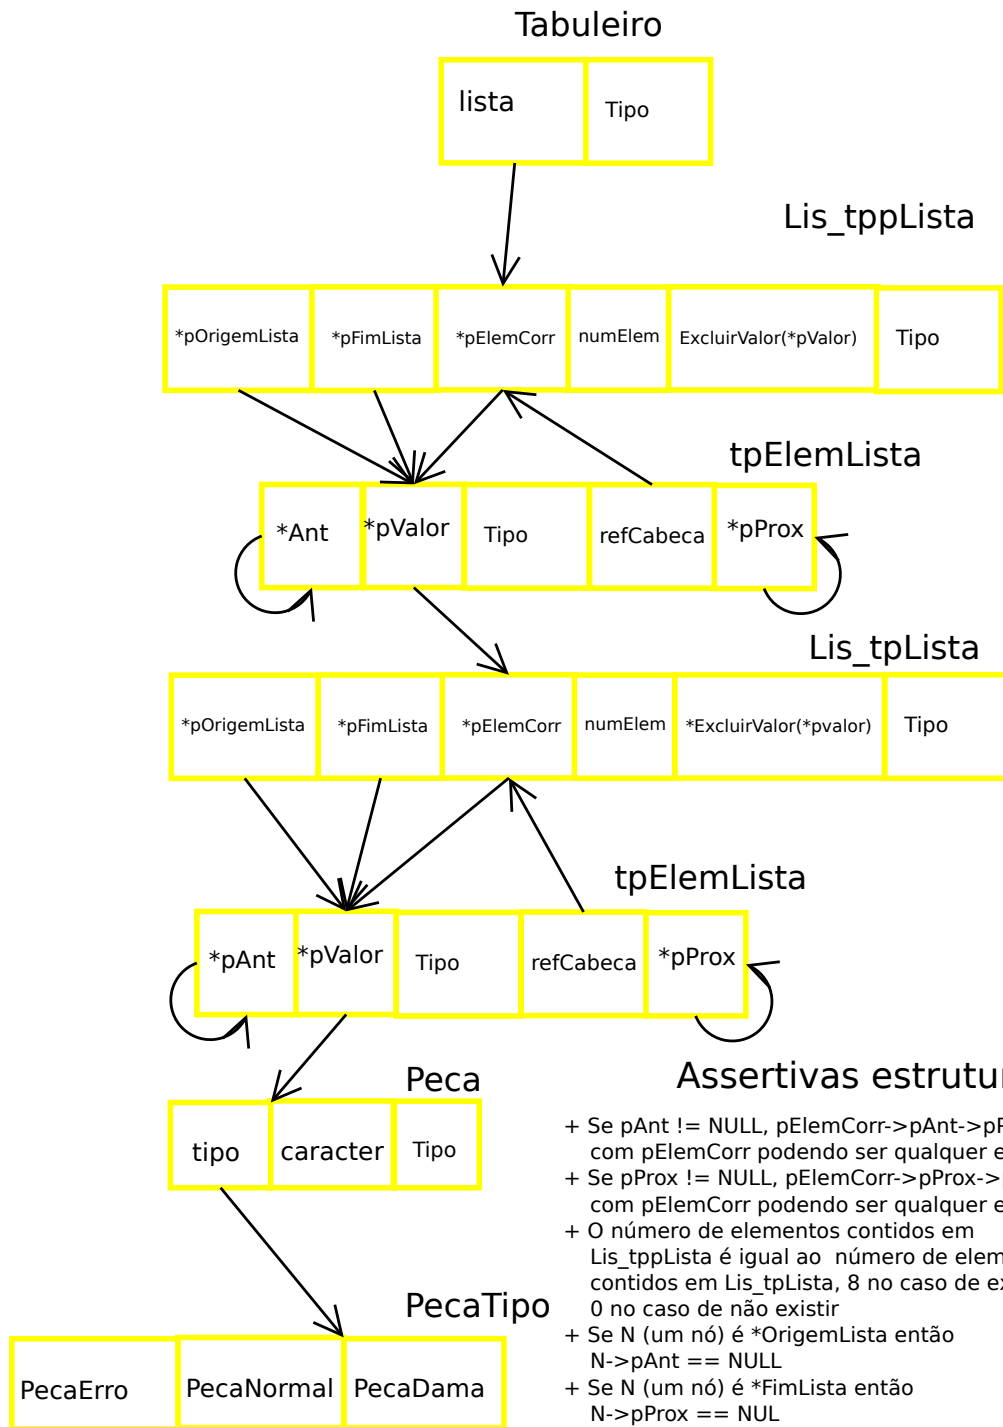 Tabuleiro
lista Tipo
Lis_tppLista
*pOrigemLista *pFimLista *pElemCorr numElem ExcluirValor(*pValor) Tipo
tpElemLista
*Ant *pValor Tipo refCabeca *pProx
Lis_tpLista
*pOrigemLista *pFimLista *pElemCorr numElem *ExcluirValor(*pvalor) Tipo
tpElemLista
*pAnt *pValor Tipo refCabeca *pProx
Peca
tipo caracter Tipo
PecaTipo
PecaErro PecaNormal PecaDama
Assertivas
+ Se pAnt != NULL, pElemCorr->pAnt->
com pElemCorr podendo ser qualquer
+ Se pProx != NULL, pElemCorr->pProx->
com pElemCorr podendo ser qualquer
+ O número de elementos contidos em
Lis_tppLista é igual ao número de
contidos em Lis_tpLista, 8 no caso de
0 no caso de não existir
+ Se N (um nó) é *OrigemLista então
N->pAnt == NULL
+ Se N (um nó) é *FimLista então
N->pProx == NUL